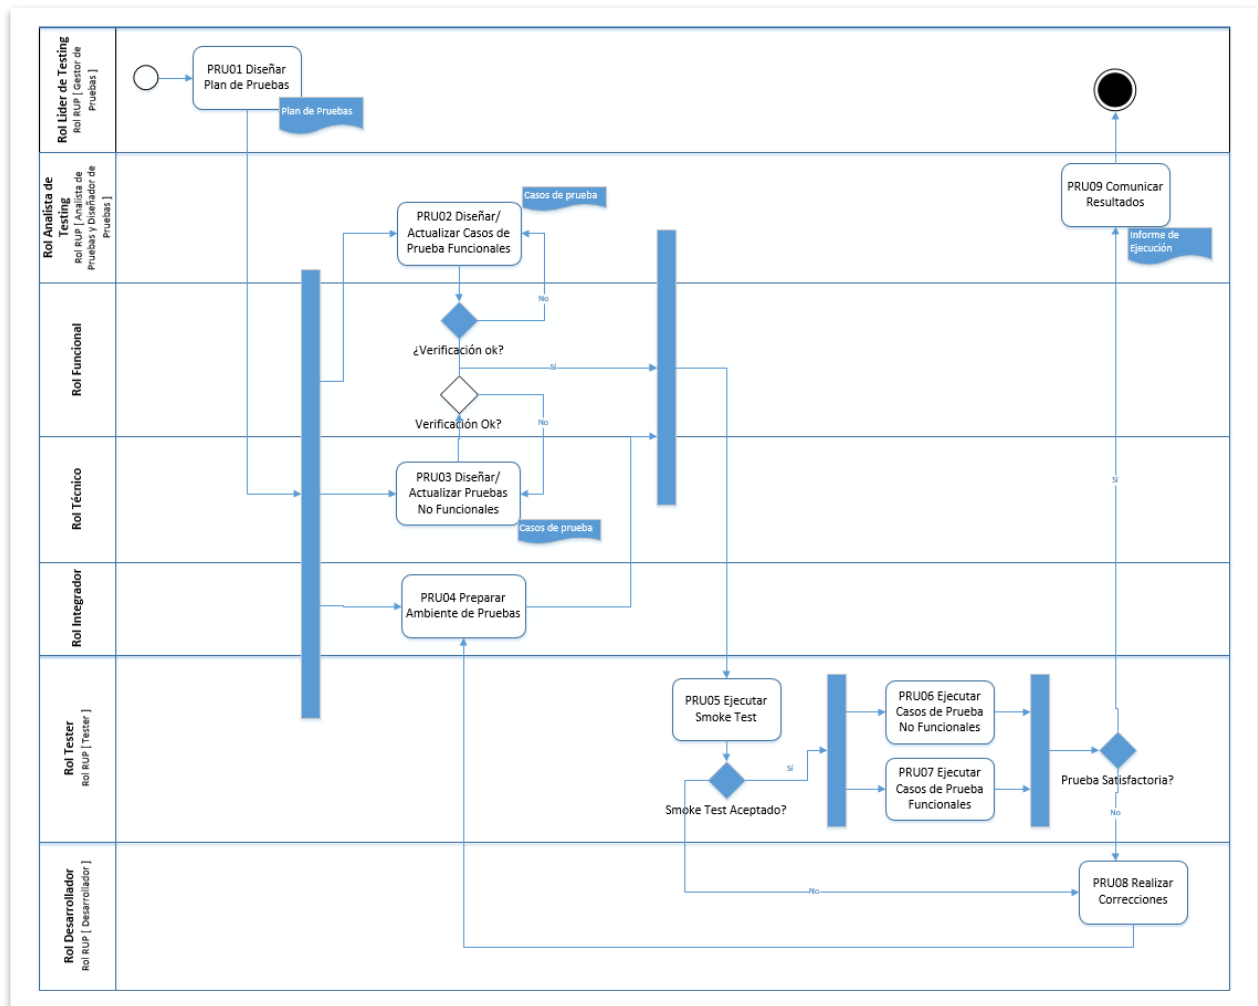 Rol Lider de Testing
Rol RUP [ Gestor de
Pruebas ]
PRU01 Diseñar
Plan de Pruebas
Plan de Pruebas
Rol Analista de
Testing
Rol RUP [ Analista de
Pruebas y Diseñador de
Pruebas ]
Casos de prueba
PRU02 Diseñar/
Actualizar Casos de
Prueba Funcionales
No
PRU09 Comunicar
Resultados
Informe de
Ejecución
Rol Funcional
¿Verificación ok?
Sí
Verificación Ok?
No
Rol Técnico
PRU03 Diseñar/
Actualizar Pruebas
No Funcionales
Casos de prueba
Sí
Rol Integrador
PRU04 Preparar
Ambiente de Pruebas
Rol Tester
Rol RUP [ Tester ]
PRU05 Ejecutar
Smoke Test
Sí
Smoke Test Aceptado?
PRU06 Ejecutar
Casos de Prueba
No Funcionales
PRU07 Ejecutar
Casos de Prueba
Funcionales
Prueba Satisfactoria?
No
Rol Desarrollador
Rol RUP [ Desarrollador ]
No
PRU08 Realizar
Correcciones